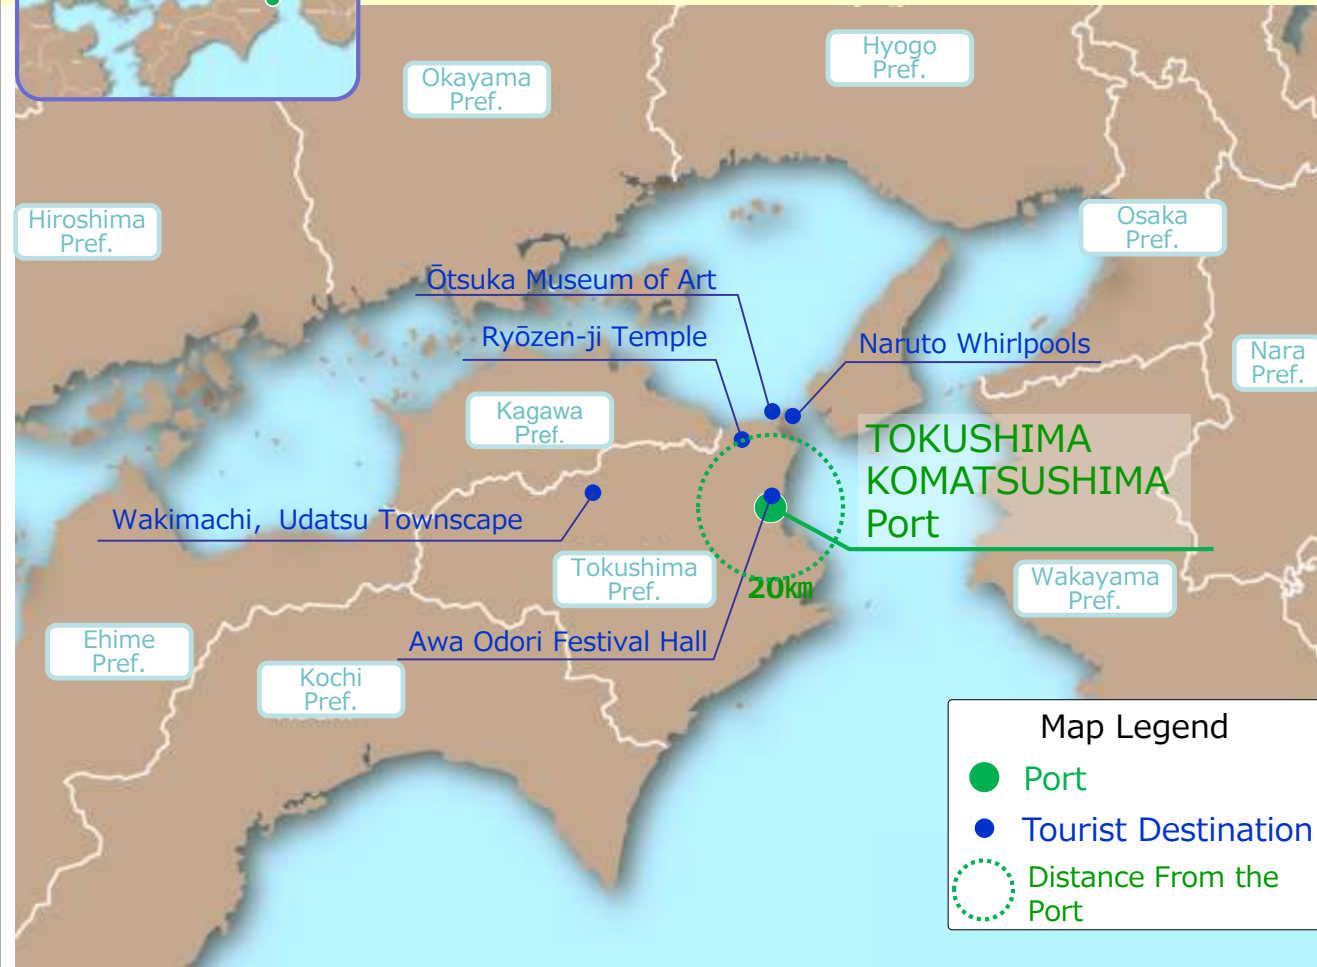 Hyogo
Pref.
Okayama
Pref.
Hiroshima
Pref.
Osaka
Pref.
Ōtsuka Museum of Art
Ryōzen-ji Temple
Naruto Whirlpools
Nara
Pref.
Kagawa
Pref.
TOKUSHIMA
KOMATSUSHIMA
Port
Wakimachi, Udatsu Townscape
Tokushima
Pref.
20km
Wakayama
Pref.
Ehime
Pref.
Awa Odori Festival Hall
Kochi
Pref.
Map Legend
Port
Tourist Destination
Distance From the
Port